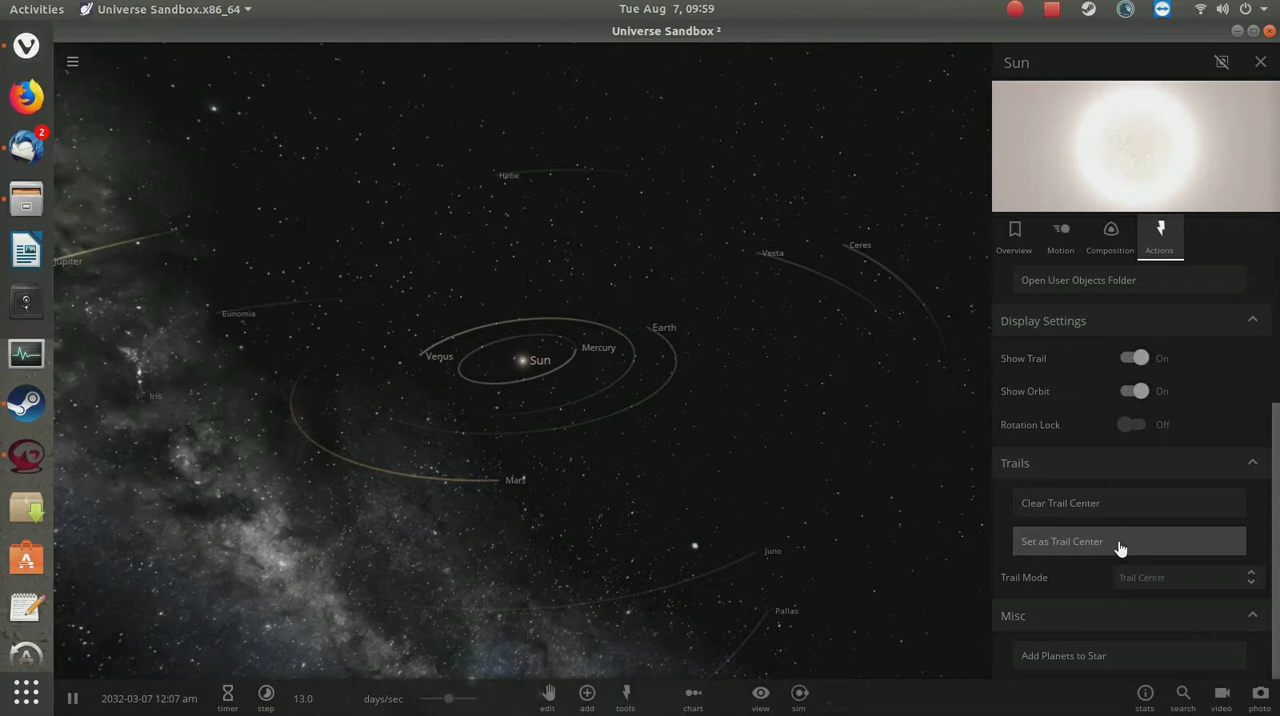 Activities
Universe Sandbox.x86_64
Tue Aug 7, 09:59
Universe Sandbox ²
2
Sun
Overview
Motion
Composition
Actions
Open User Objects Folder
Display Settings
Show Trail
On
Show Orbit
On
Rotation Lock
Off
Trails
Clear Trail Center
Set as Trail Center
Trail Mode
Trail Center
Misc
Add Planets to Star
Hebe
Ceres
Vesta
Jupiter
Eunomia
Earth
Mercury
Venus
Sun
Iris
Mars
Juno
Pallas
2032-03-07 12:07 am
timer
step
13.0
days/sec
edit
add
tools
chart
view
sim
stats
search
video
photo